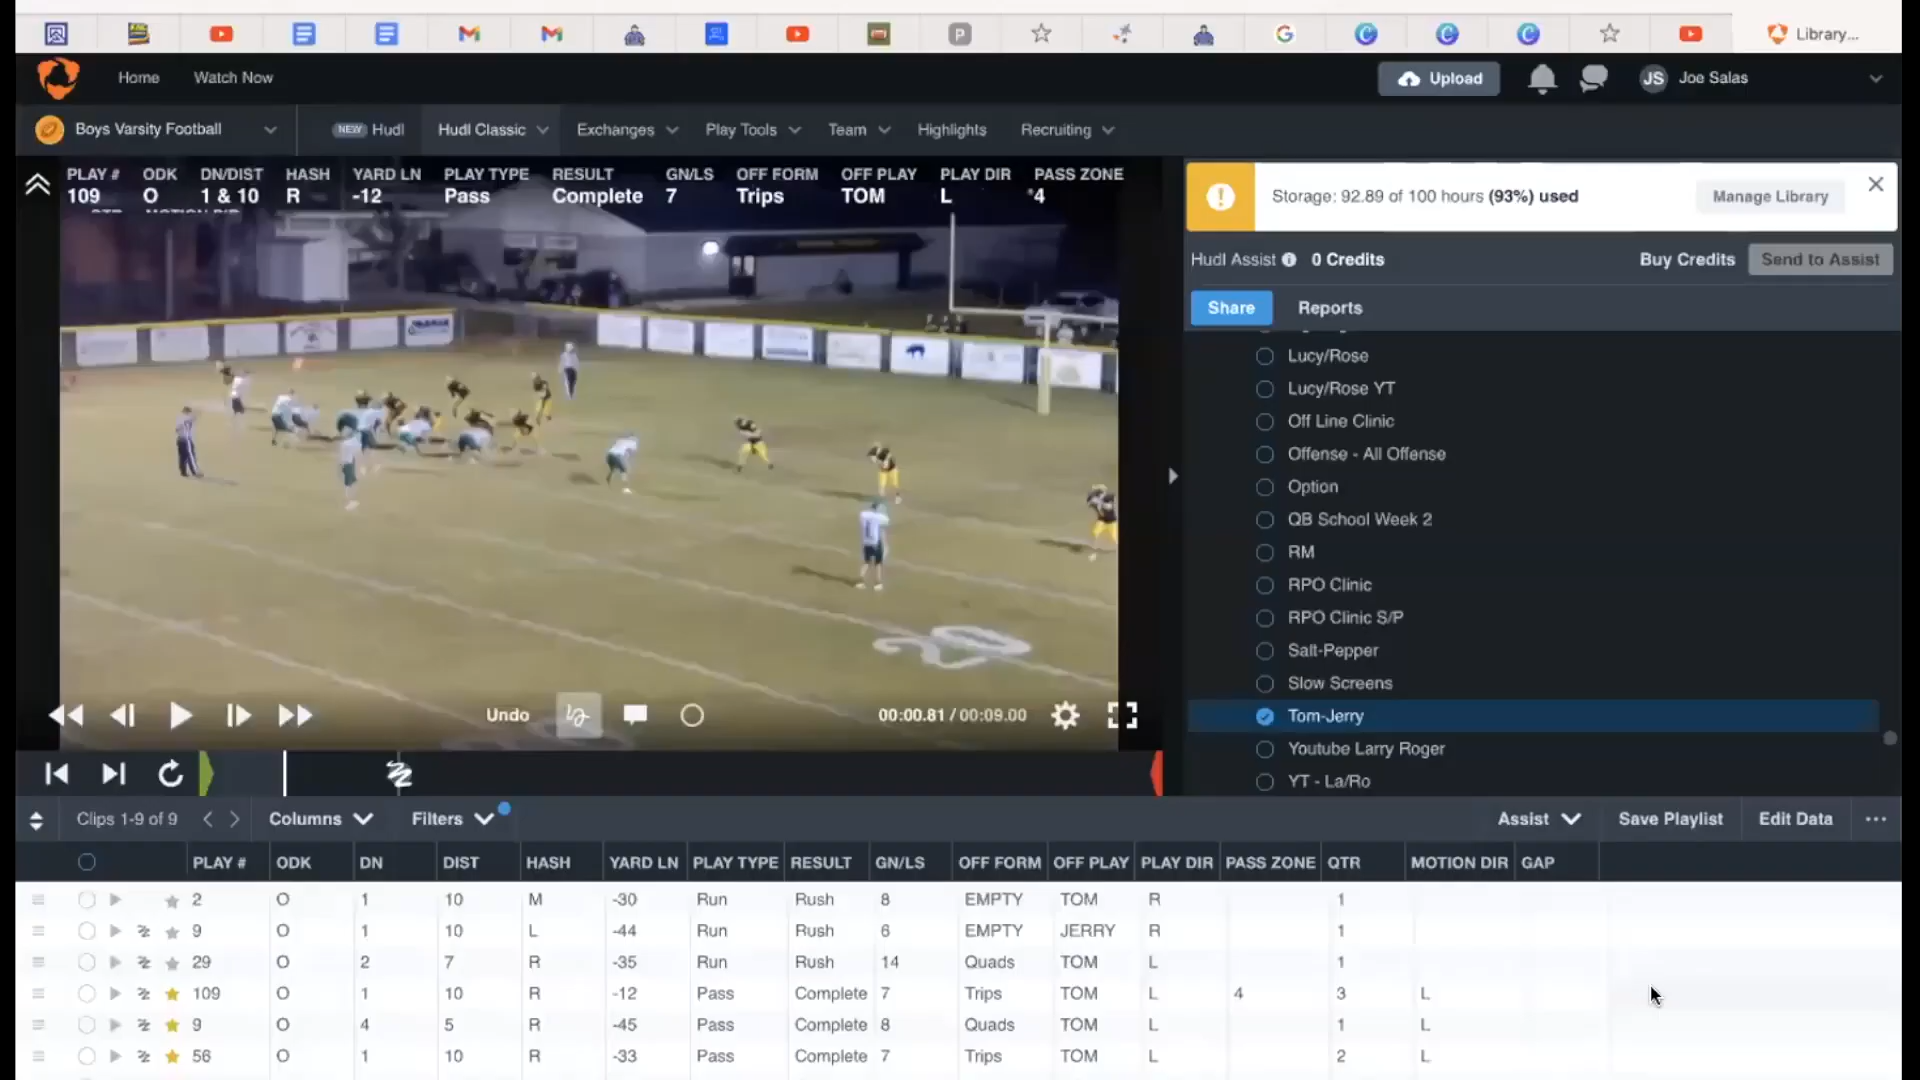 Library...
Home Watch Now Upload JS Joe Salas
Boys Varsity Football NEW Hudl Hudl Classic Exchanges Play Tools Team Highlights Recruiting
PLAY # ODK DN/DIST HASH YARD LN PLAY TYPE RESULT GN/LS OFF FORM OFF PLAY PLAY DIR PASS ZONE
109 O 1 & 10 R -12 Pass Complete 7 Trips TOM L 4
Storage: 92.89 of 100 hours (93%) used Manage Library
Hudl Assist 0 Credits Buy Credits Send to Assist
Share Reports
Lucy/Rose
Lucy/Rose YT
Off Line Clinic
Offense - All Offense
Option
QB School Week 2
RM
RPO Clinic
RPO Clinic S/P
Salt-Pepper
Slow Screens
Tom-Jerry
Youtube Larry Roger
YT - La/Ro
20
Undo 00:00.81 / 00:09.00
Clips 1-9 of 9 Columns Filters Assist Save Playlist Edit Data
PLAY # ODK DN DIST HASH YARD LN PLAY TYPE RESULT GN/LS OFF FORM OFF PLAY PLAY DIR PASS ZONE QTR MOTION DIR GAP
2 O 1 10 M -30 Run Rush 8 EMPTY TOM R 1
9 O 1 10 L -44 Run Rush 6 EMPTY JERRY R 1
29 O 2 7 R -35 Run Rush 14 Quads TOM L 1
109 O 1 10 R -12 Pass Complete 7 Trips TOM L 4 3 L
9 O 4 5 R -45 Pass Complete 8 Quads TOM L 1 L
56 O 1 10 R -33 Pass Complete 7 Trips TOM L 2 L